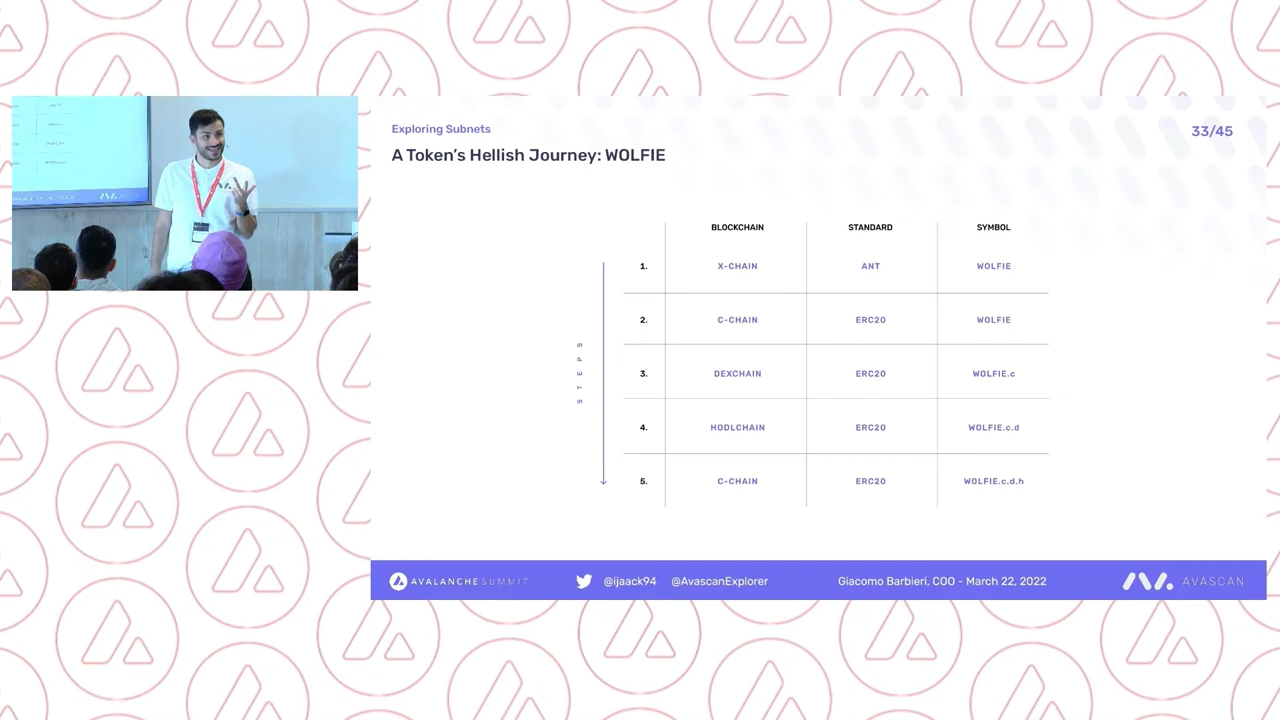 Exploring Subnets
33/45
A Token's Hellish Journey: WOLFIE
BLOCKCHAIN STANDARD SYMBOL
1. X-CHAIN ANT WOLFIE
2. C-CHAIN ERC20 WOLFIE
3. DEXCHAIN ERC20 WOLFIE.c
4. HODLCHAIN ERC20 WOLFIE.c.d
5. C-CHAIN ERC20 WOLFIE.c.d.h
STEPS
AVALANCHE SUMMIT @ijaack94 @AvascanExplorer Giacomo Barbieri, COO - March 22, 2022 AVASCAN